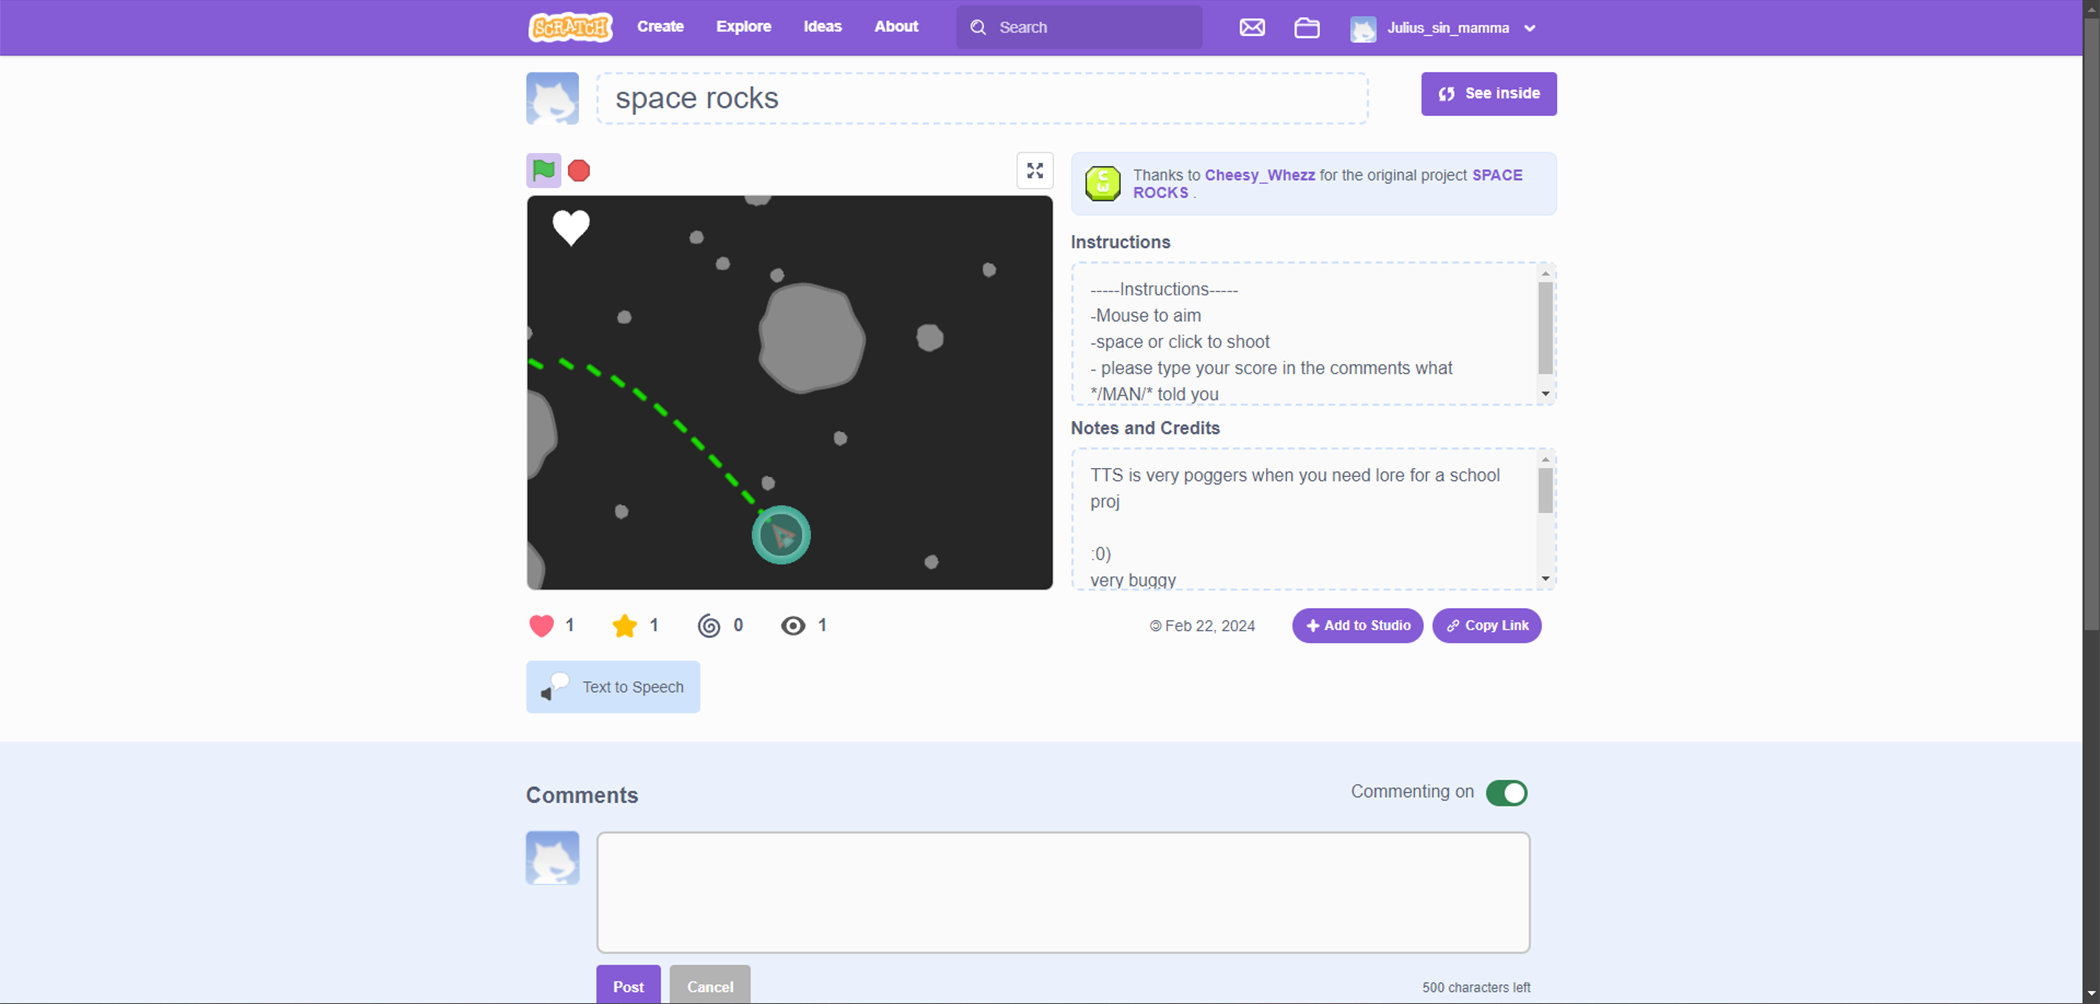 SCRATCH Create Explore Ideas About Search Julius_sin_mamma
space rocks
See inside
Thanks to Cheesy_Whezz for the original project SPACE
ROCKS .
Instructions
-----Instructions-----
-Mouse to aim
-space or click to shoot
- please type your score in the comments what
*/MAN/* told you
Notes and Credits
TTS is very poggers when you need lore for a school
proj
:0)
very buggy
1 1 0 1
© Feb 22, 2024
Add to Studio
Copy Link
Text to Speech
Comments
Commenting on
Post
Cancel
500 characters left